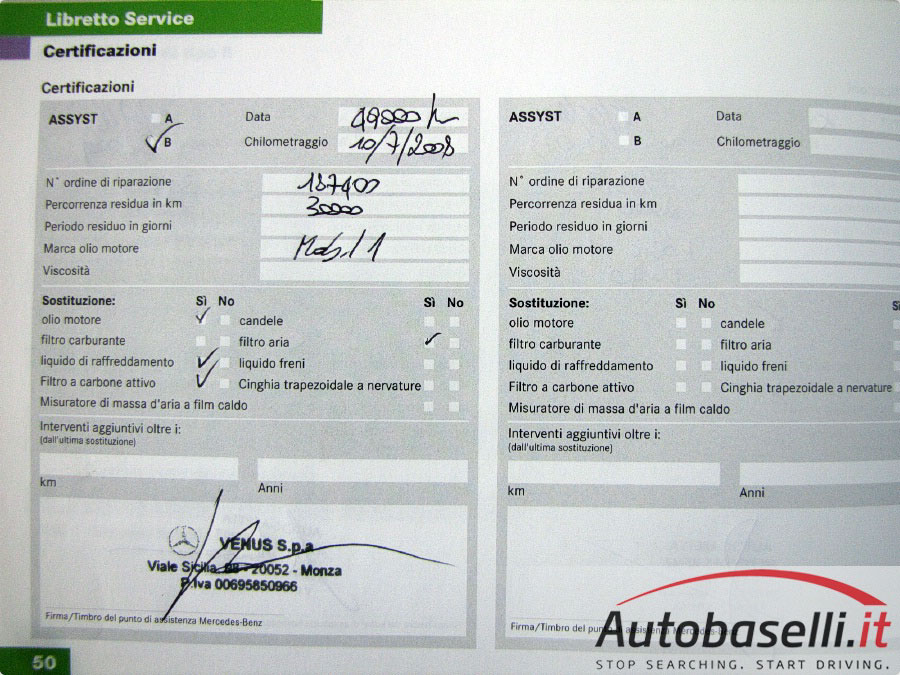 Libretto Service
Certificazioni
Certificazioni
ASSYST A
B
Data 49000 km
Chilometraggio 10/7/2008
N° ordine di riparazione 187400
Percorrenza residua in km 30000
Periodo residuo in giorni
Marca olio motore Mobil 1
Viscosità
Sostituzione: Sì No Sì No
olio motore candele
filtro carburante filtro aria
liquido di raffreddamento liquido freni
Filtro a carbone attivo Cinghia trapezoidale a nervature
Misuratore di massa d'aria a film caldo
Interventi aggiuntivi oltre i:
(dall'ultima sostituzione)
km Anni
VENUS S.p.a
Viale Sicilia, 20052 - Monza
P.Iva 00695850966
Firma/Timbro del punto di assistenza Mercedes-Benz
50
ASSYST A
B
Data
Chilometraggio
N° ordine di riparazione
Percorrenza residua in km
Periodo residuo in giorni
Marca olio motore
Viscosità
Sostituzione: Sì No Sì
olio motore candele
filtro carburante filtro aria
liquido di raffreddamento liquido freni
Filtro a carbone attivo Cinghia trapezoidale a nervature
Misuratore di massa d'aria a film caldo
Interventi aggiuntivi oltre i:
(dall'ultima sostituzione)
km Anni
Firma/Timbro del punto di assistenza Mercedes-Benz
Autobaselli.it
STOP SEARCHING. START DRIVING.